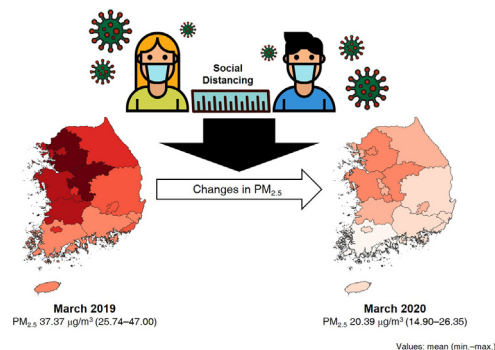 Social
Distancing
Changes in PM2.5
March 2019
PM2.5 37.37 μg/m³ (25.74–47.00)
March 2020
PM2.5 20.39 μg/m³ (14.90–26.35)
Values: mean (min.–max.)